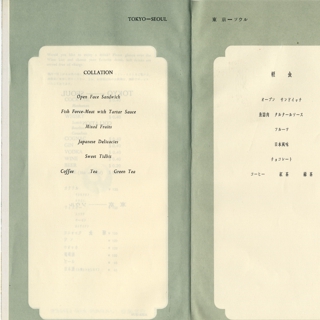 TOKYO—SEOUL
COLLATION
Open Face Sandwich
Fish Force-Meat with Tartar Sauce
Mixed Fruits
Japanese Delicacies
Sweet Tidbit
Coffee Tea Green Tea
東京—ソウル
軽食
オープン サンドイッチ
魚掏肉 タルタールソース
フルーツ
日本風味
チョコレート
コーヒー 紅茶 緑茶